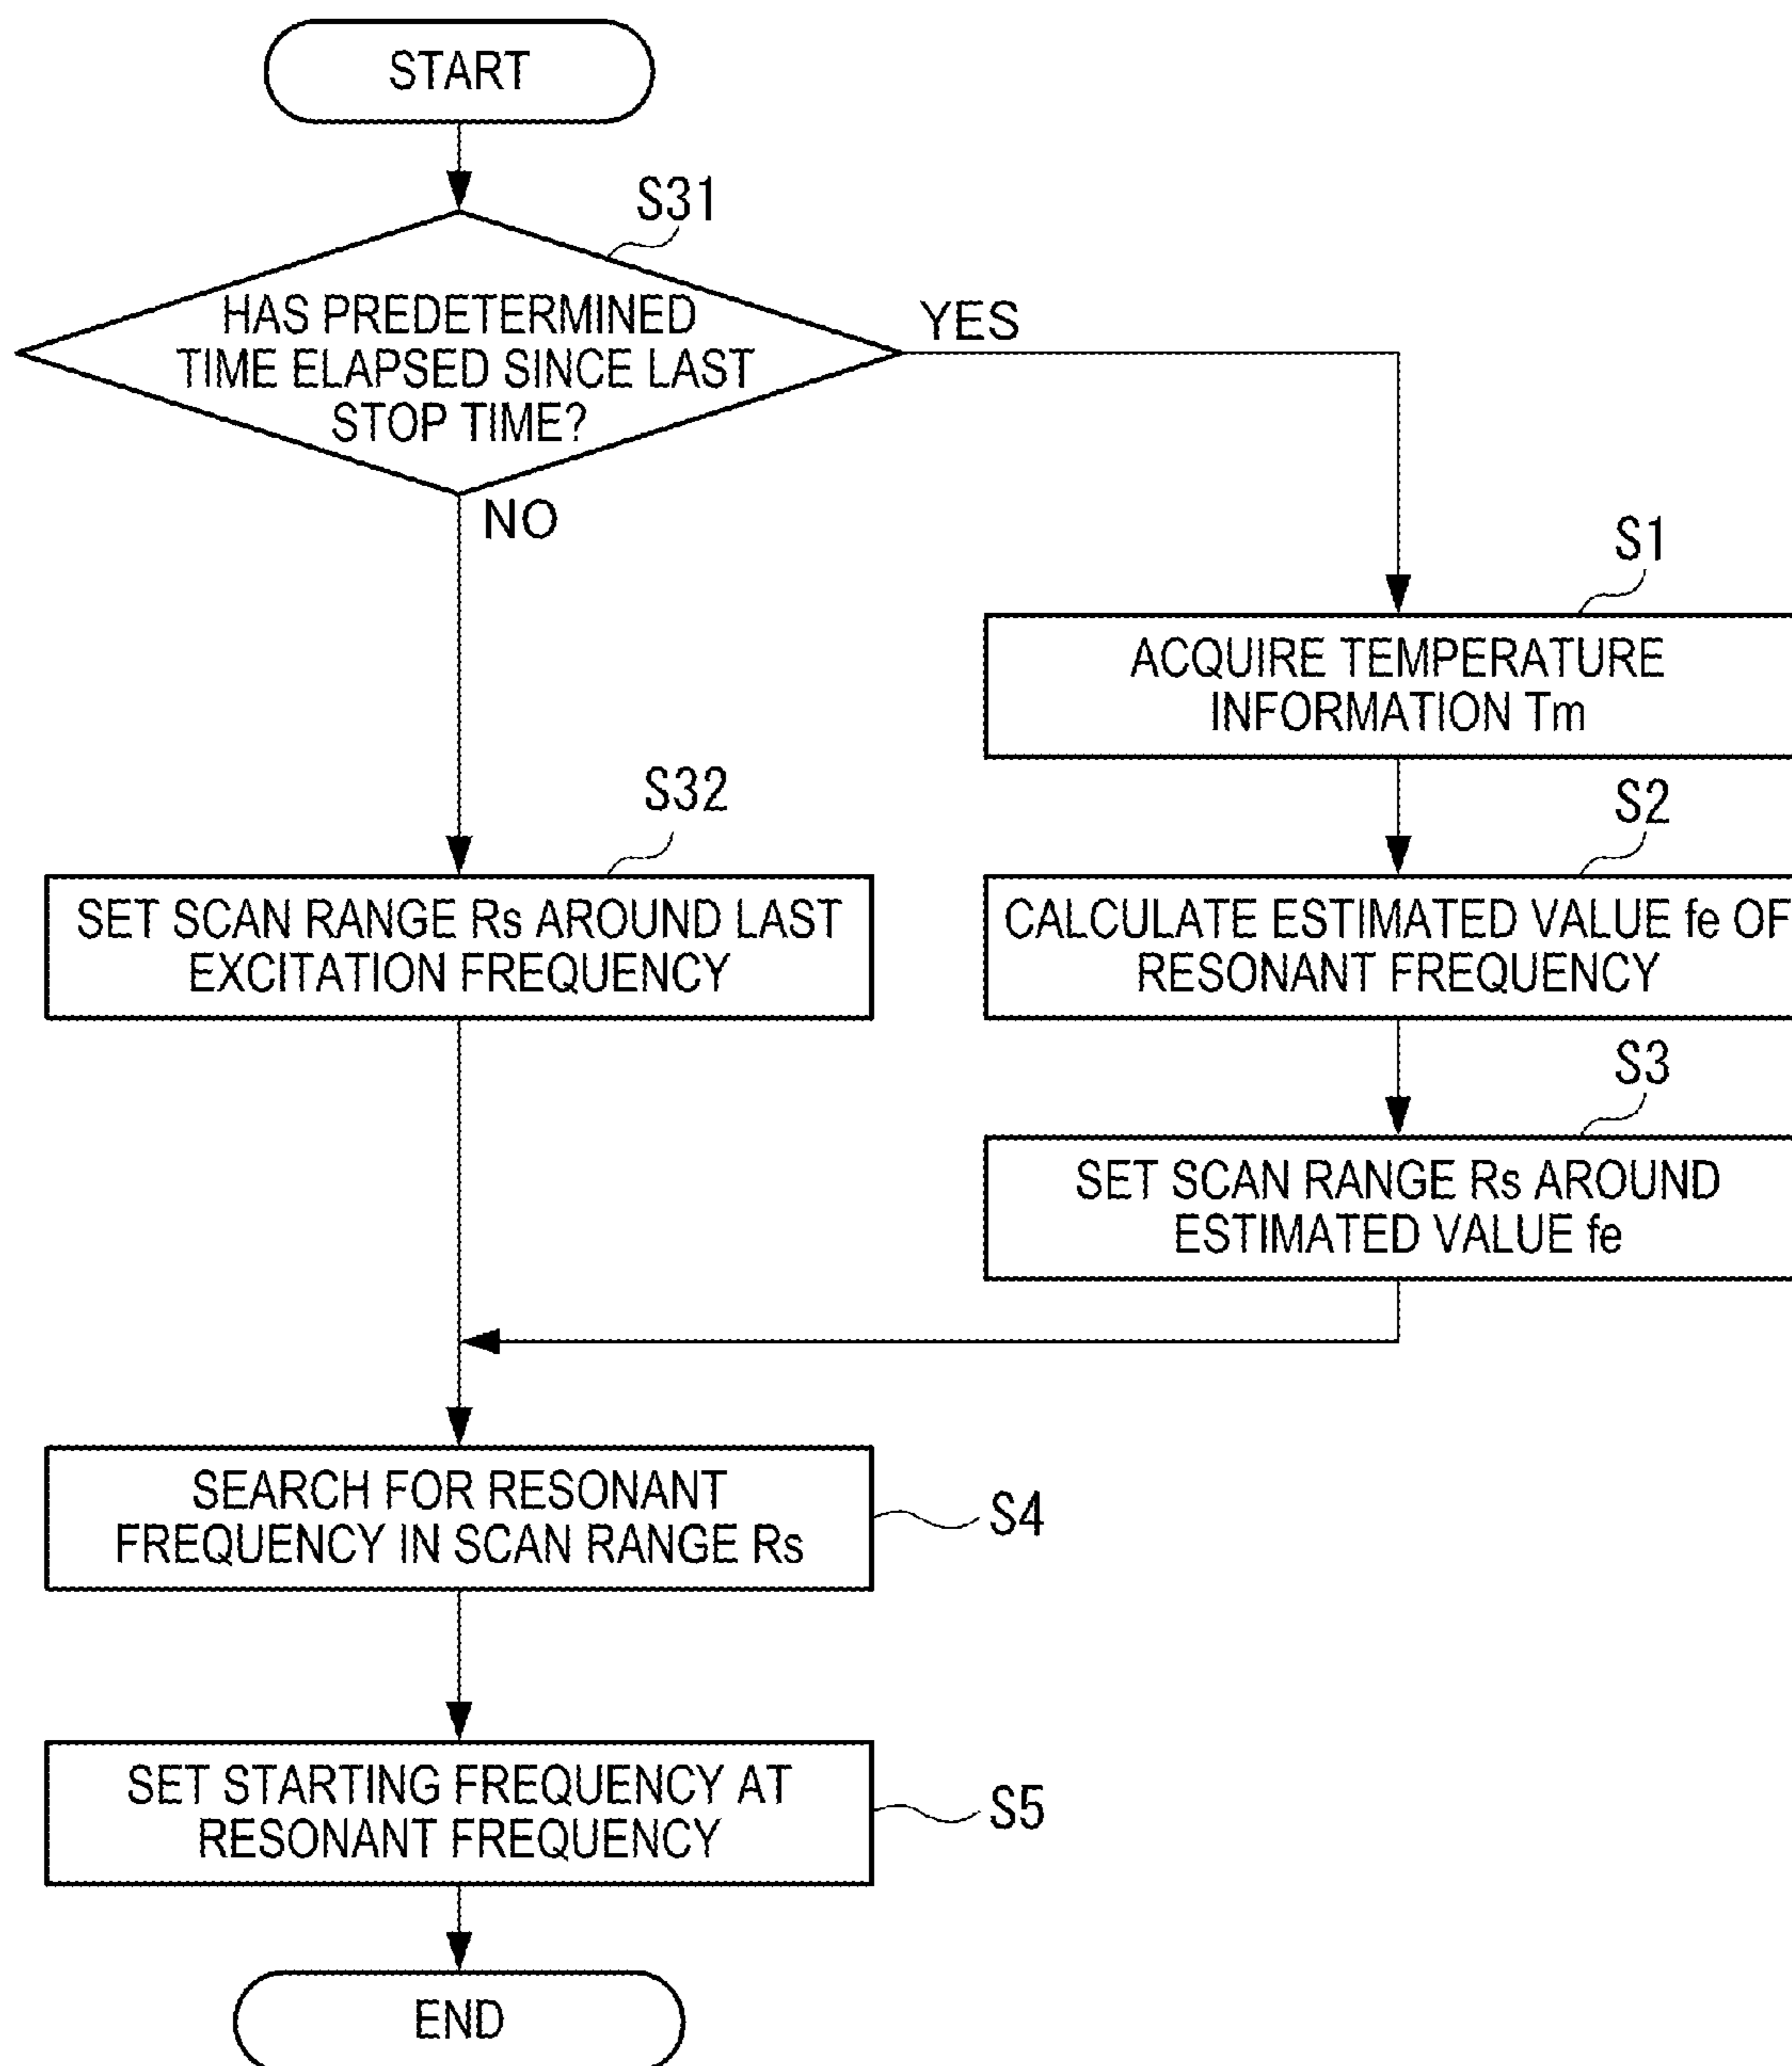 START
S31
HAS PREDETERMINED
TIME ELAPSED SINCE LAST
STOP TIME?
YES
NO
S1
ACQUIRE TEMPERATURE
INFORMATION Tm
S32
SET SCAN RANGE Rs AROUND LAST
EXCITATION FREQUENCY
S2
CALCULATE ESTIMATED VALUE fe OF
RESONANT FREQUENCY
S3
SET SCAN RANGE Rs AROUND
ESTIMATED VALUE fe
SEARCH FOR RESONANT
FREQUENCY IN SCAN RANGE Rs
S4
SET STARTING FREQUENCY AT
RESONANT FREQUENCY
S5
END